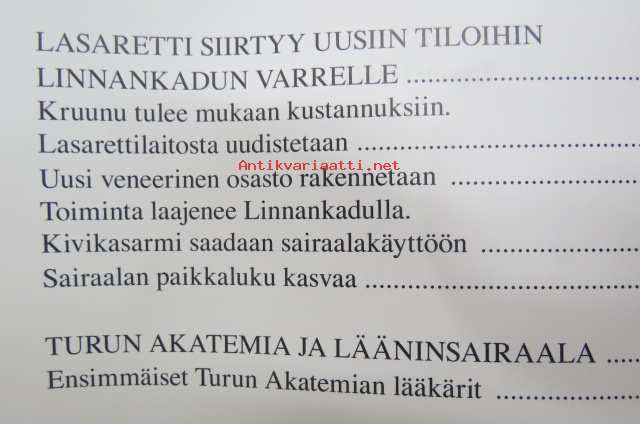 LASARETTI SIIRTYY UUSIIN TILOIHIN
LINNANKADUN VARRELLE ..............................
Kruunu tulee mukaan kustannuksiin.
Lasarettilaitosta uudistetaan ....................................
Antikvariaatti.net
Uusi veneerinen osasto rakennetaan ........................
Toiminta laajenee Linnankadulla.
Kivikasarmi saadaan sairaalakäyttöön ....................
Sairaalan paikkaluku kasvaa ...................................
TURUN AKATEMIA JA LÄÄNINSAIRAALA .....
Ensimmäiset Turun Akatemian lääkärit ..................